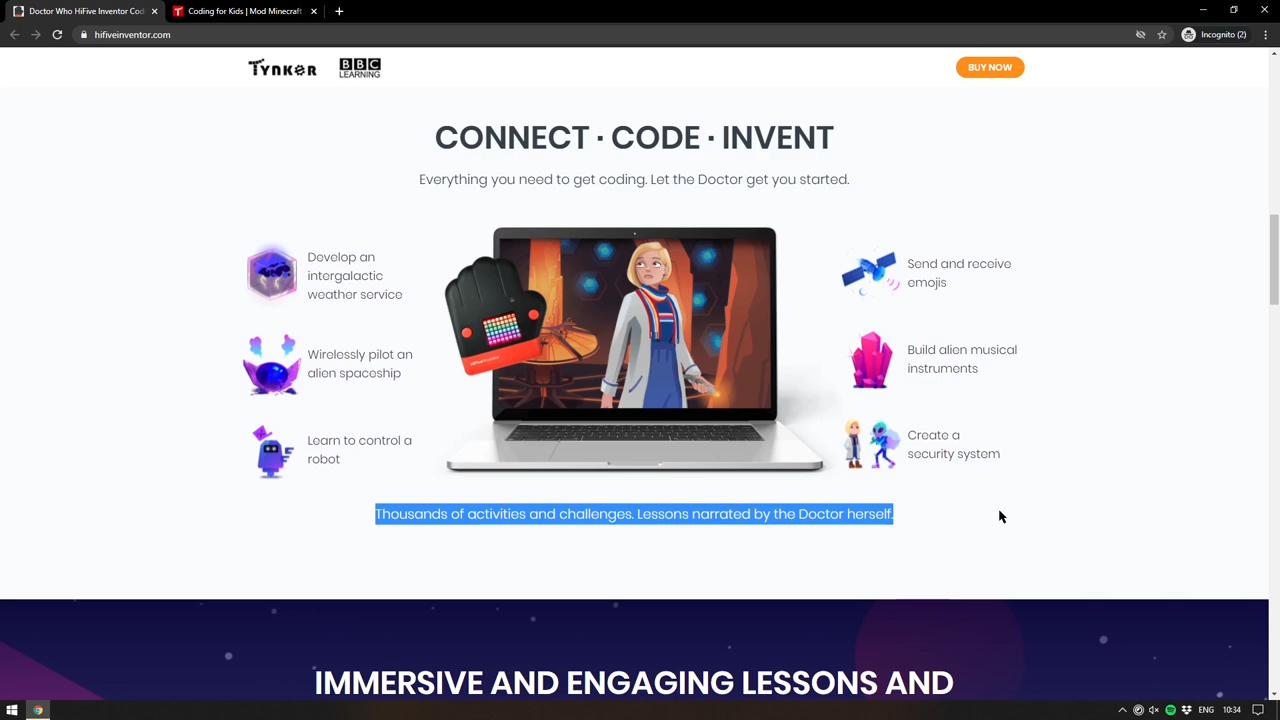 Doctor Who HiFive Inventor Cod
Coding for Kids | Mod Minecraft
hifiveinventor.com
Incognito (2)
Tynker
BBC
LEARNING
BUY NOW
CONNECT · CODE · INVENT
Everything you need to get coding. Let the Doctor get you started.
Develop an
intergalactic
weather service
Wirelessly pilot an
alien spaceship
Learn to control a
robot
Send and receive
emojis
Build alien musical
instruments
Create a
security system
Thousands of activities and challenges. Lessons narrated by the Doctor herself.
IMMERSIVE AND ENGAGING LESSONS AND
ENG
10:34